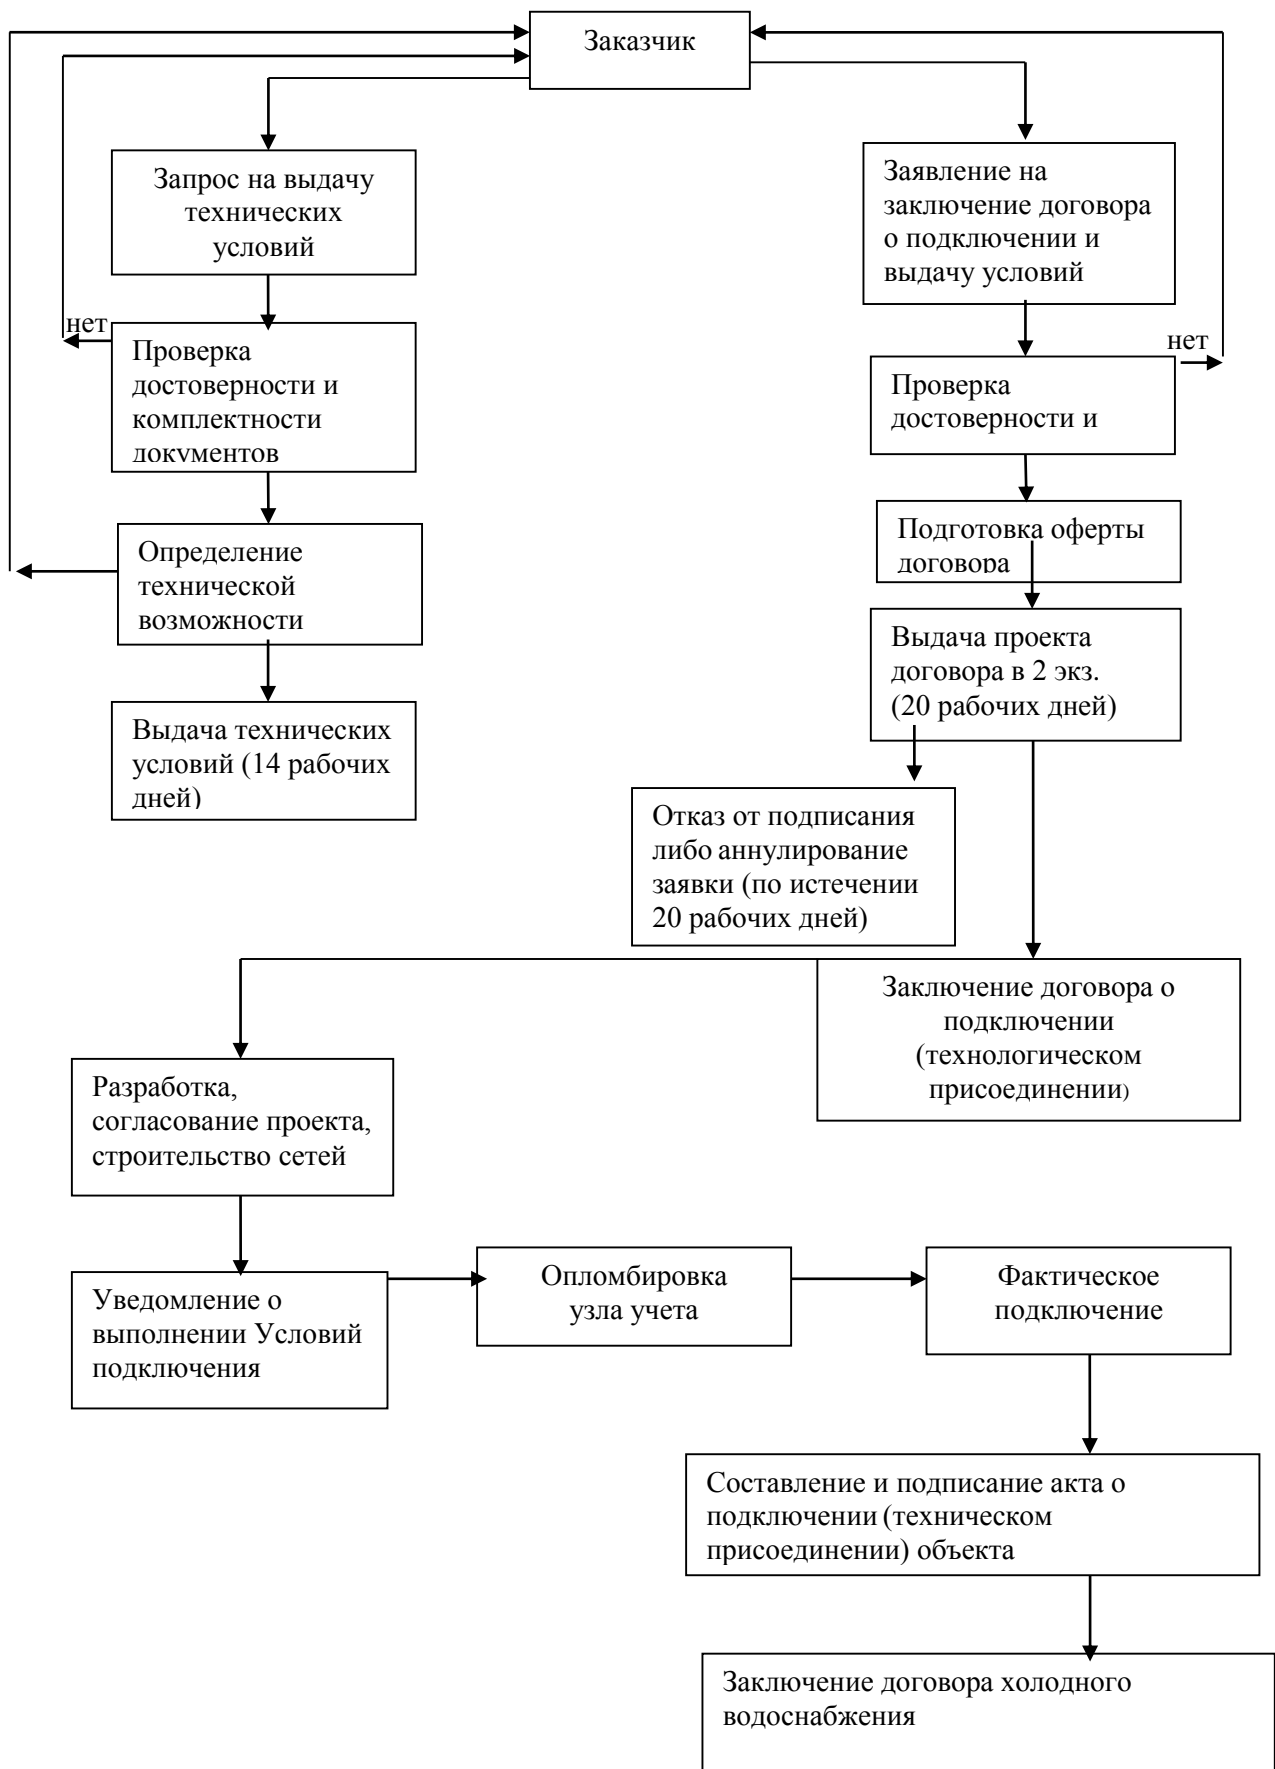 Заказчик
Запрос на выдачу
технических
условий
Заявление на
заключение договора
о подключении и
выдачу условий
нет
Проверка
достоверности и
комплектности
документов
нет
Проверка
достоверности и
Определение
технической
возможности
Подготовка оферты
договора
Выдача проекта
договора в 2 экз.
(20 рабочих дней)
Выдача технических
условий (14 рабочих
дней)
Отказ от подписания
либо аннулирование
заявки (по истечении
20 рабочих дней)
Заключение договора о
подключении
(технологическом
присоединении)
Разработка,
согласование проекта,
строительство сетей
Уведомление о
выполнении Условий
подключения
Опломбировка
узла учета
Фактическое
подключение
Составление и подписание акта о
подключении (техническом
присоединении) объекта
Заключение договора холодного
водоснабжения